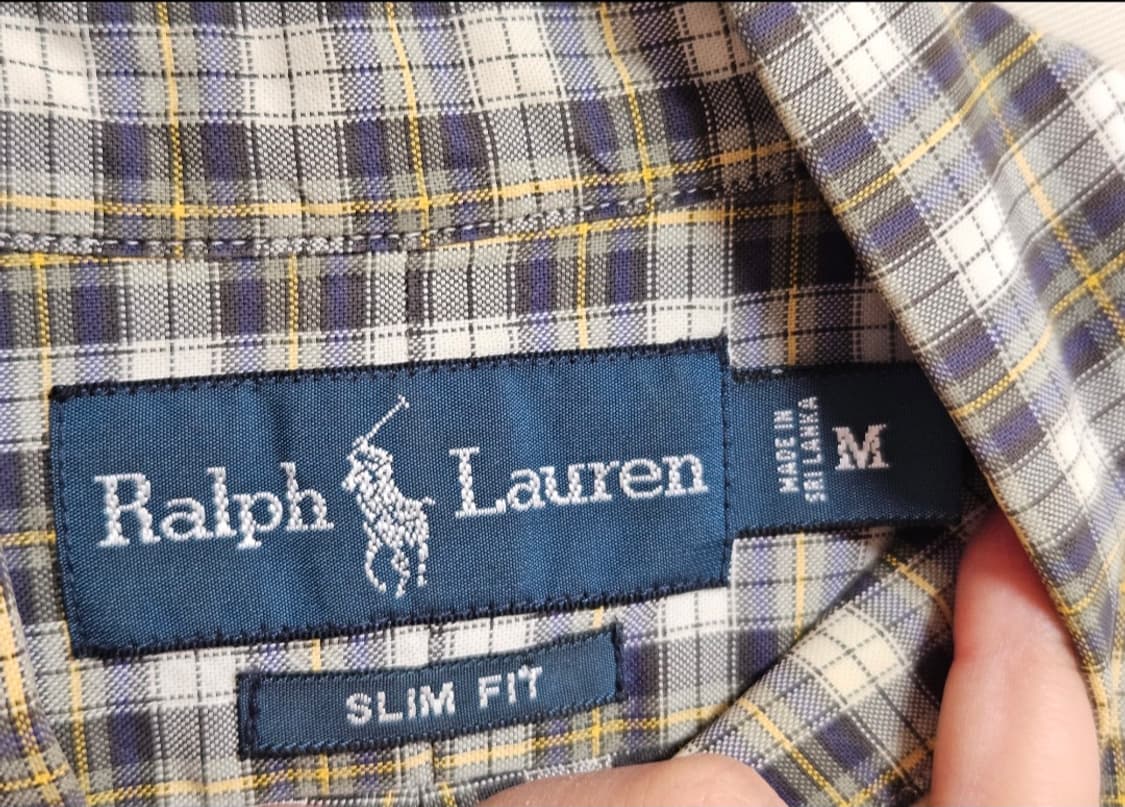 Ralph Lauren
MADE IN
SRI LANKA
M
SLIM FIT